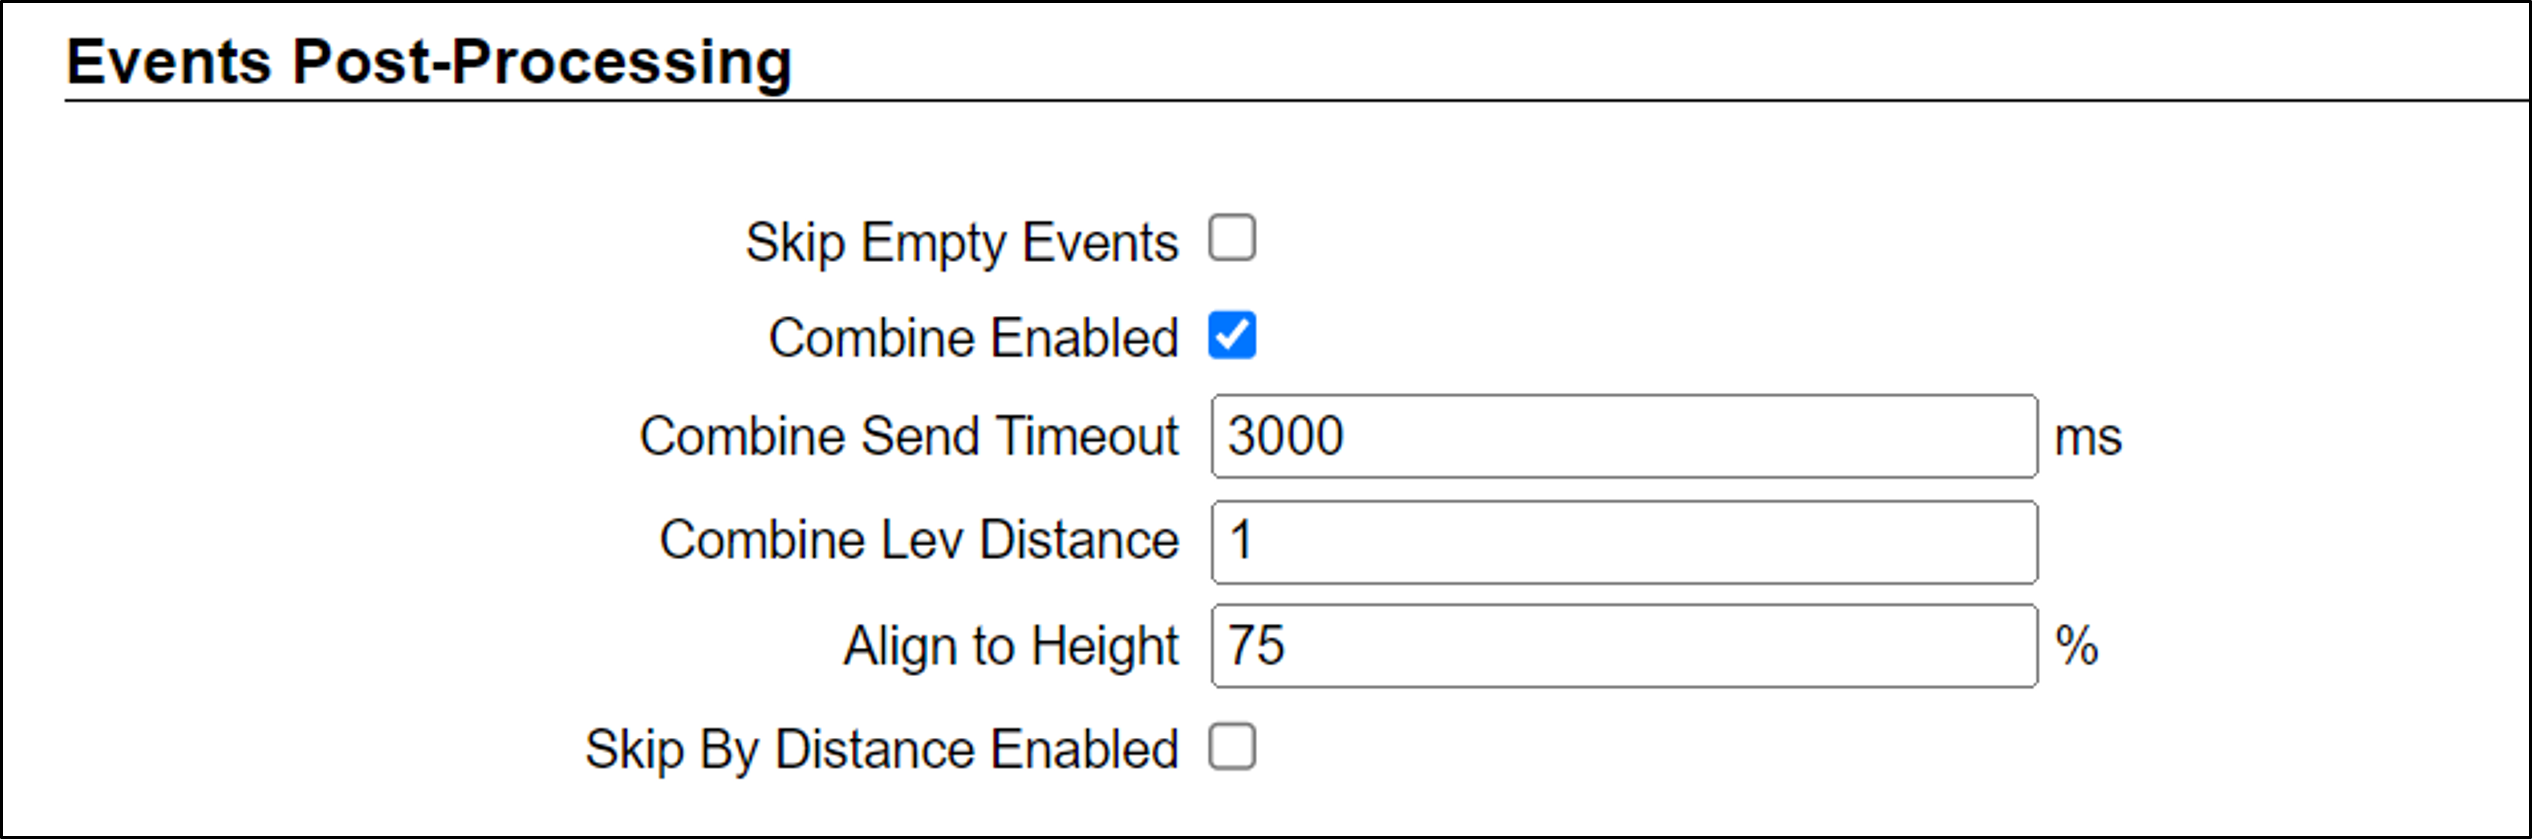 Events Post-Processing
Skip Empty Events
Combine Enabled
Combine Send Timeout 3000 ms
Combine Lev Distance 1
Align to Height 75 %
Skip By Distance Enabled